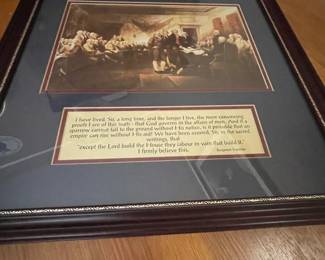 I have lived, Sir, a long time, and the longer I live, the more convincing
proofs I see of this truth - that God governs in the affairs of men. And if a
sparrow cannot fall to the ground without His notice, is it probable that an
empire can rise without His aid? We have been assured, Sir, in the sacred
writings, that
"except the Lord build the House they labour in vain that build it."
I firmly believe this.
Benjamin Franklin